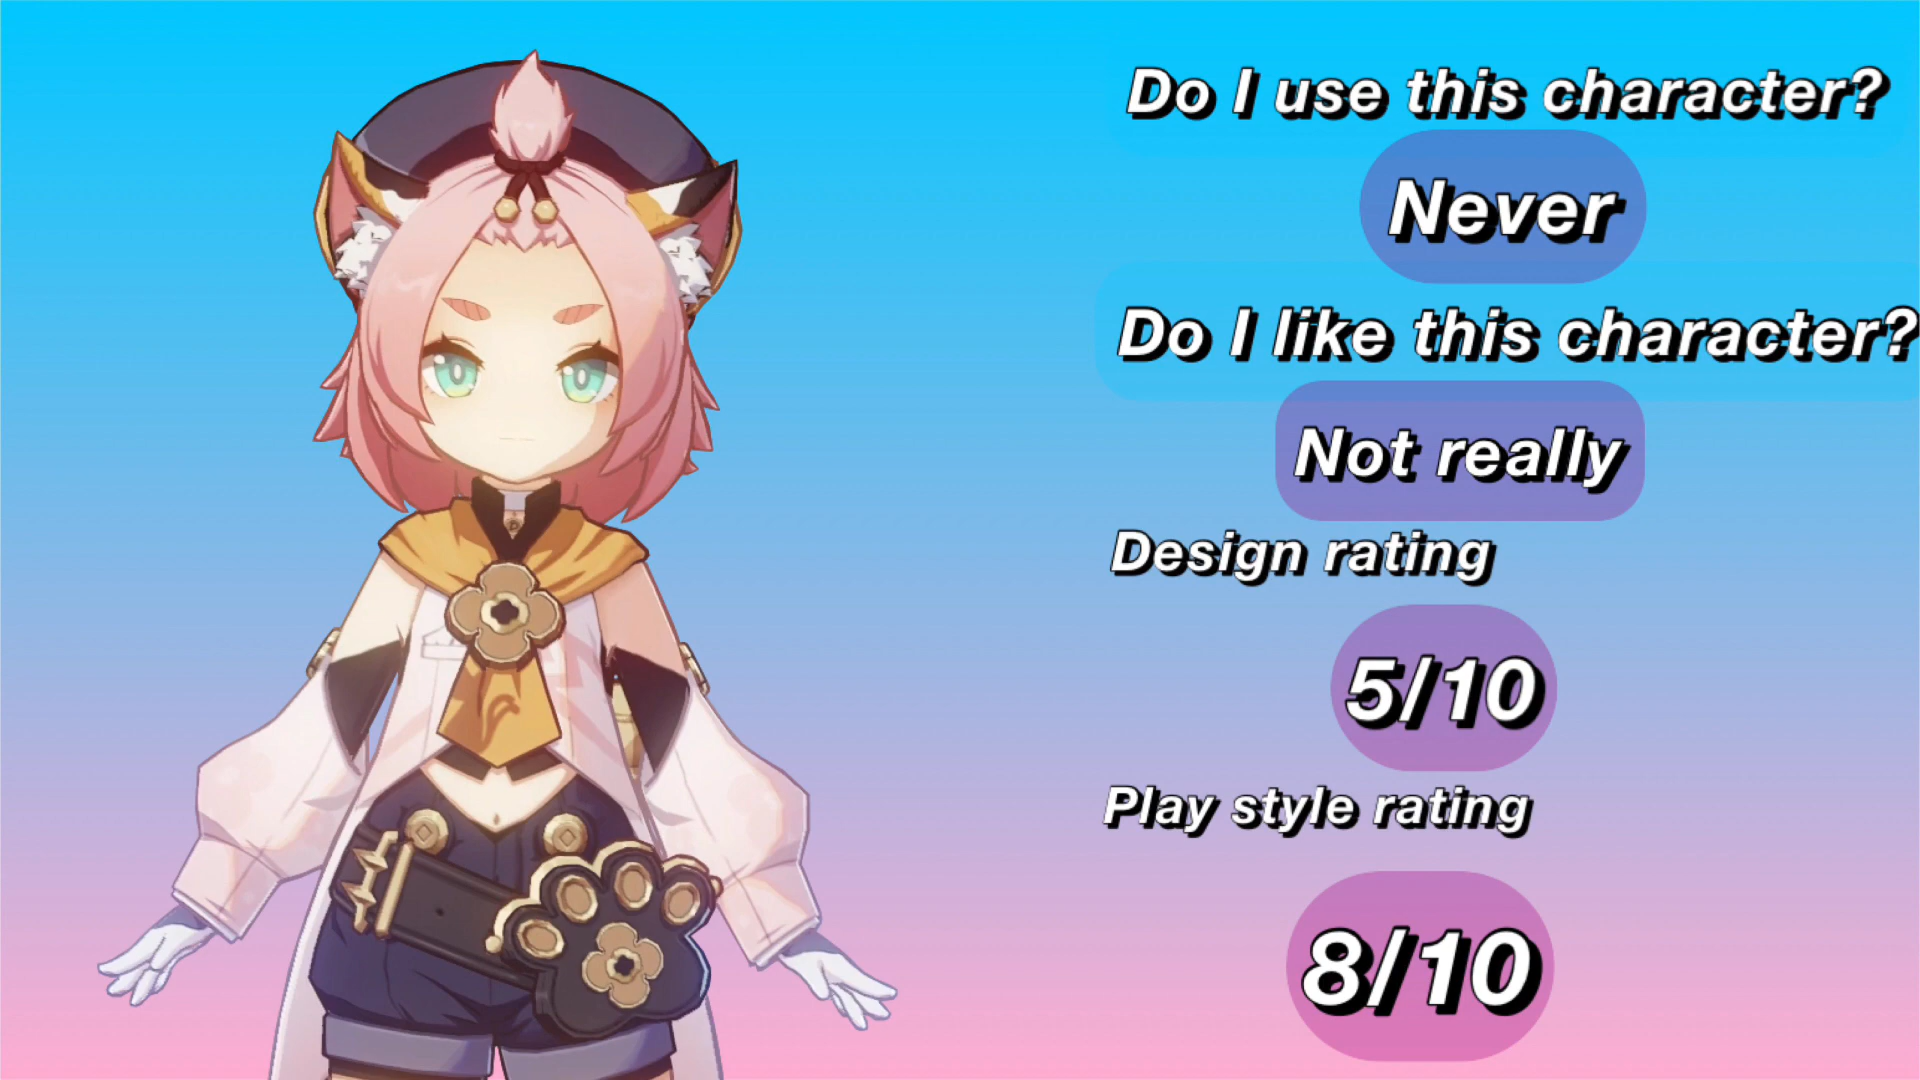 Do I use this character?
Never
Do I like this character?
Not really
Design rating
5/10
Play style rating
8/10